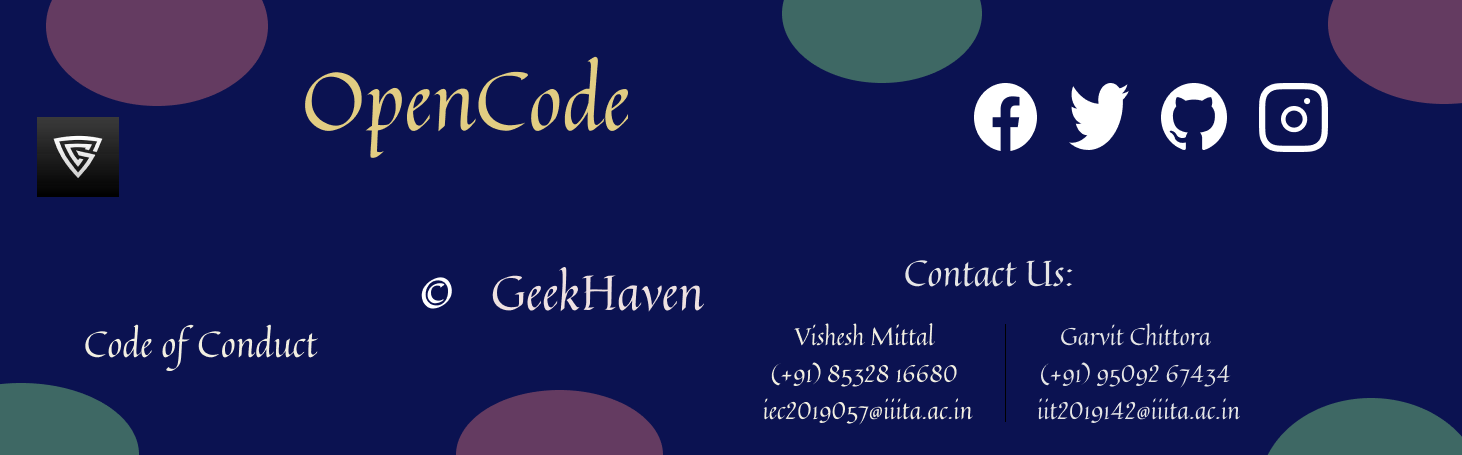 OpenCode
© GeekHaven
Code of Conduct
Contact Us:
Vishesh Mittal
(+91) 85328 16680
iec2019057@iiita.ac.in
Garvit Chittora
(+91) 95092 67434
iit2019142@iiita.ac.in